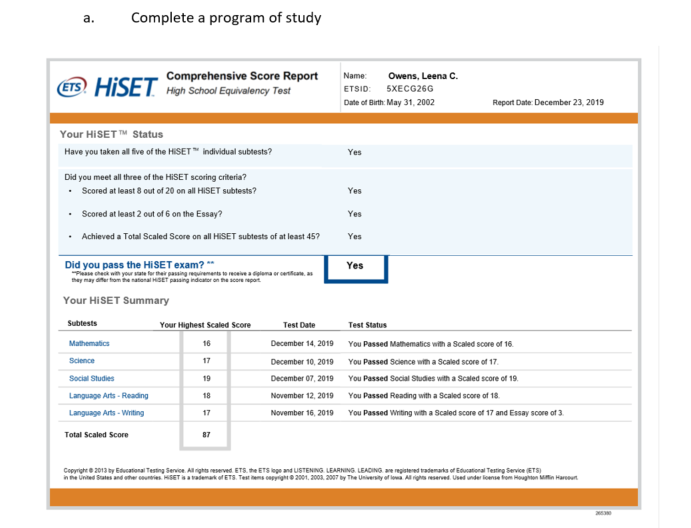 a. Complete a program of study
ETS HiSET
Comprehensive Score Report
High School Equivalency Test
Name: Owens, Leena C.
ETSID: 5XECG26G
Date of Birth: May 31, 2002 Report Date: December 23, 2019
Your HiSET™ Status
Have you taken all five of the HiSET™ individual subtests? Yes
Did you meet all three of the HiSET scoring criteria?
• Scored at least 8 out of 20 on all HiSET subtests? Yes
• Scored at least 2 out of 6 on the Essay? Yes
• Achieved a Total Scaled Score on all HiSET subtests of at least 45? Yes
Did you pass the HiSET exam? ** Yes
**Please check with your state for their passing requirements to receive a diploma or certificate, as
they may differ from the national HiSET passing indicator on the score report.
Your HiSET Summary
Subtests Your Highest Scaled Score Test Date Test Status
Mathematics 16 December 14, 2019 You Passed Mathematics with a Scaled score of 16.
Science 17 December 10, 2019 You Passed Science with a Scaled score of 17.
Social Studies 19 December 07, 2019 You Passed Social Studies with a Scaled score of 19.
Language Arts - Reading 18 November 12, 2019 You Passed Reading with a Scaled score of 18.
Language Arts - Writing 17 November 16, 2019 You Passed Writing with a Scaled score of 17 and Essay score of 3.
Total Scaled Score 87
Copyright © 2013 by Educational Testing Service. All rights reserved. ETS, the ETS logo and LISTENING. LEARNING. LEADING. are registered trademarks of Educational Testing Service (ETS)
in the United States and other countries. HiSET is a trademark of ETS. Test items copyright © 2001, 2003, 2007 by The University of Iowa. All rights reserved. Used under license from Houghton Mifflin Harcourt.
265360